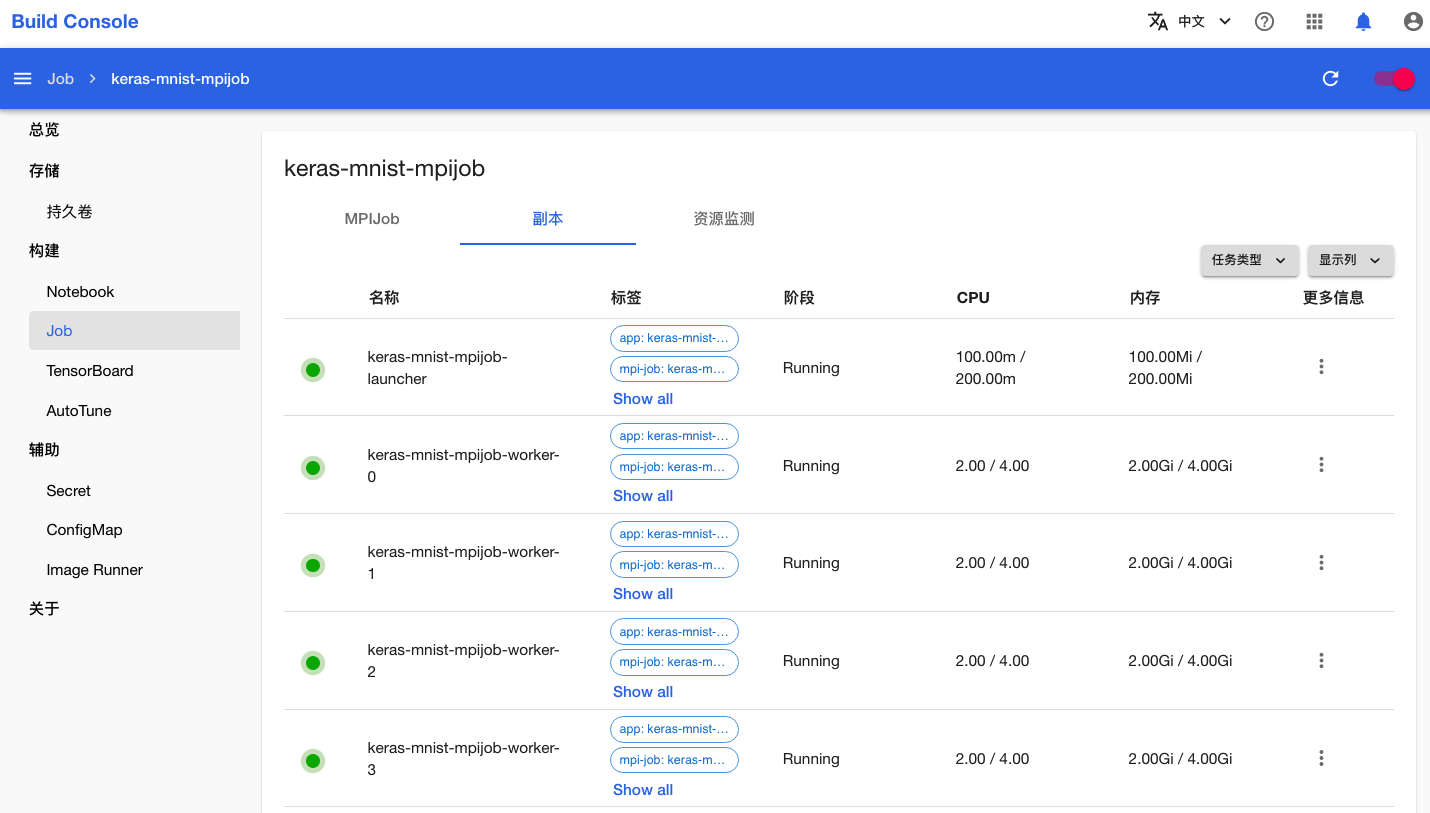 Build Console
中文
Job
keras-mnist-mpijob
总览
存储
持久卷
构建
Notebook
Job
TensorBoard
AutoTune
辅助
Secret
ConfigMap
Image Runner
关于
keras-mnist-mpijob
MPIJob
副本
资源监测
任务类型
显示列
名称
标签
阶段
CPU
内存
更多信息
keras-mnist-mpijob-
launcher
app: keras-mnist-...
mpi-job: keras-m...
Show all
Running
100.00m /
200.00m
100.00Mi /
200.00Mi
keras-mnist-mpijob-worker-
0
app: keras-mnist-...
mpi-job: keras-m...
Show all
Running
2.00 / 4.00
2.00Gi / 4.00Gi
keras-mnist-mpijob-worker-
1
app: keras-mnist-...
mpi-job: keras-m...
Show all
Running
2.00 / 4.00
2.00Gi / 4.00Gi
keras-mnist-mpijob-worker-
2
app: keras-mnist-...
mpi-job: keras-m...
Show all
Running
2.00 / 4.00
2.00Gi / 4.00Gi
keras-mnist-mpijob-worker-
3
app: keras-mnist-...
mpi-job: keras-m...
Show all
Running
2.00 / 4.00
2.00Gi / 4.00Gi